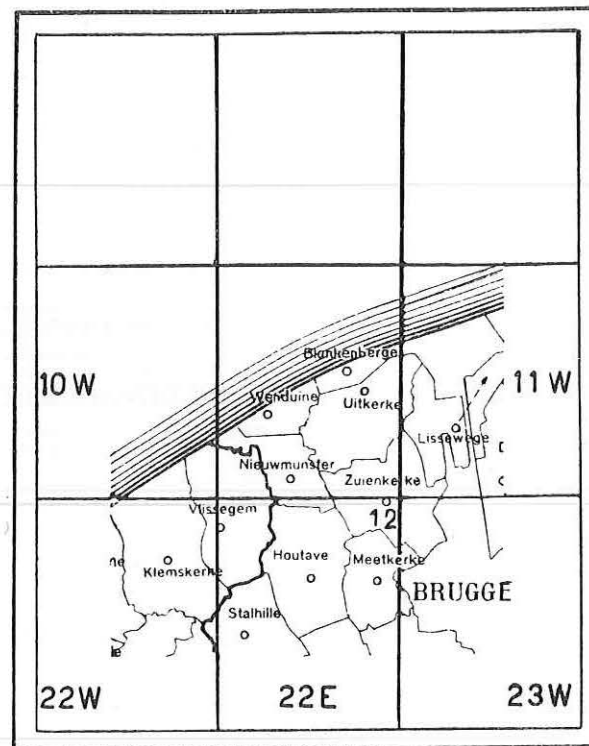 Blankenberge
10 W
11 W
Uitkerke
Wenduine
Lissewege
Nieuwmunster
Zuienkerke
Vlissegem
12
Houtave
Meetkerke
Klemskerke
BRUGGE
Stalhille
22W
22E
23W